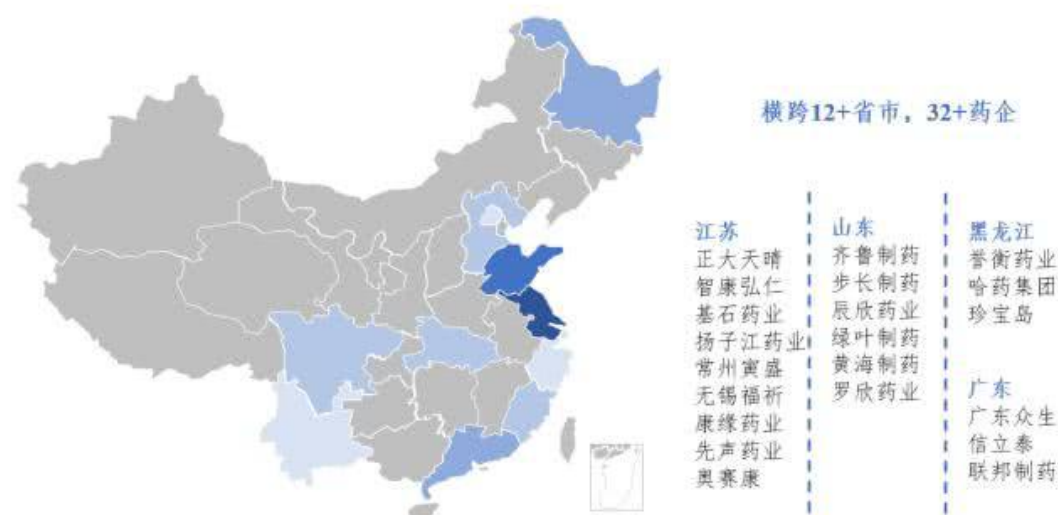 横跨12+省市，32+药企
江苏
正大天晴
智康弘仁
基石药业
扬子江药业
常州寅盛
无锡福祈
康缘药业
先声药业
奥赛康
山东
齐鲁制药
步长制药
辰欣药业
绿叶制药
黄海制药
罗欣药业
黑龙江
誉衡药业
哈药集团
珍宝岛
广东
广东众生
信立泰
联邦制药